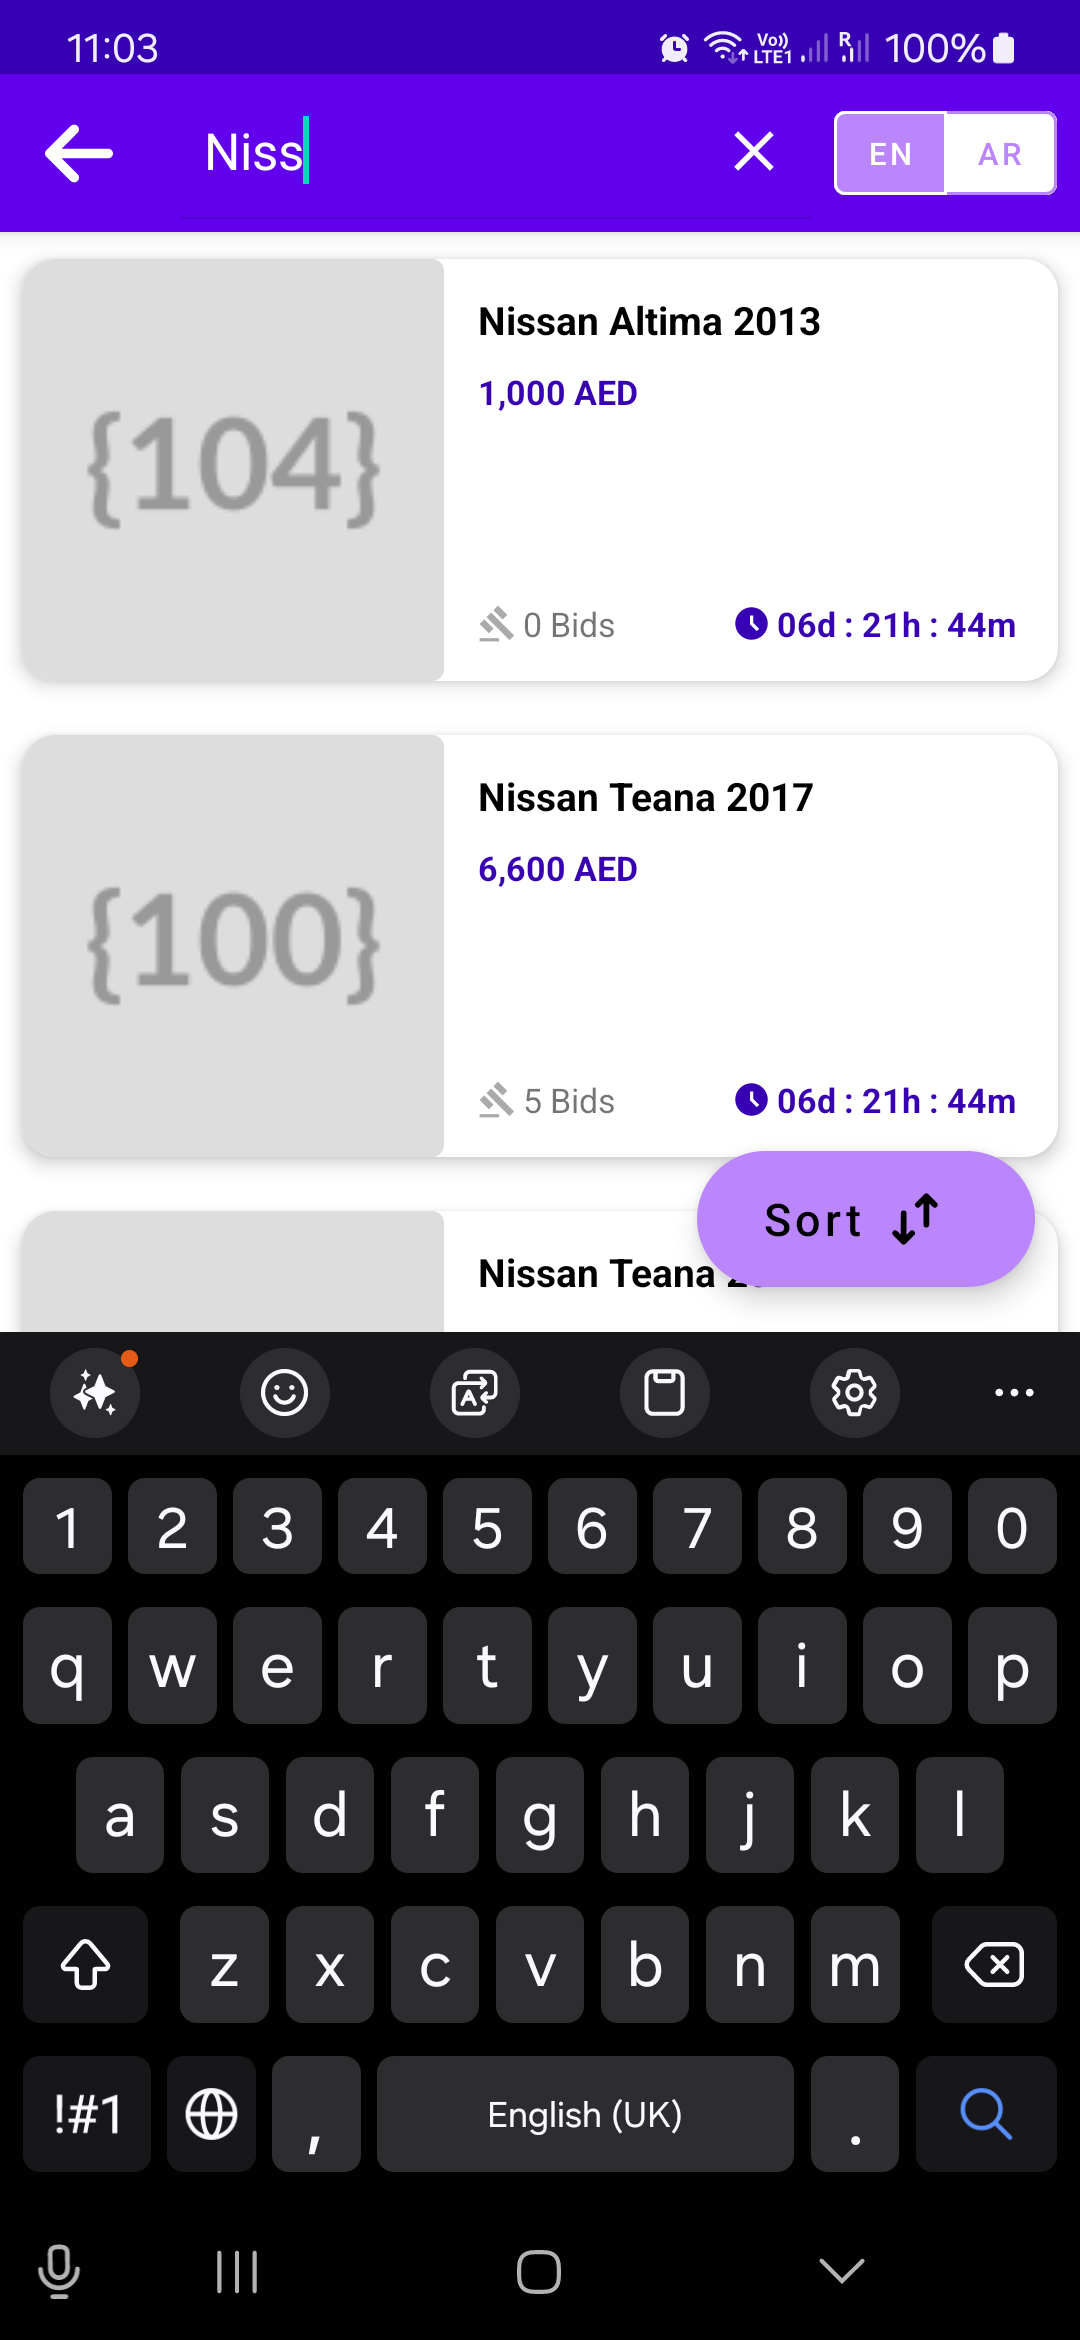 11:03 Vo)) LTE1 R 100%
Niss EN AR
{104}
Nissan Altima 2013
1,000 AED
0 Bids 06d : 21h : 44m
{100}
Nissan Teana 2017
6,600 AED
5 Bids 06d : 21h : 44m
Sort
Nissan Teana
1 2 3 4 5 6 7 8 9 0
q w e r t y u i o p
a s d f g h j k l
z x c v b n m
!#1 , English (UK) .